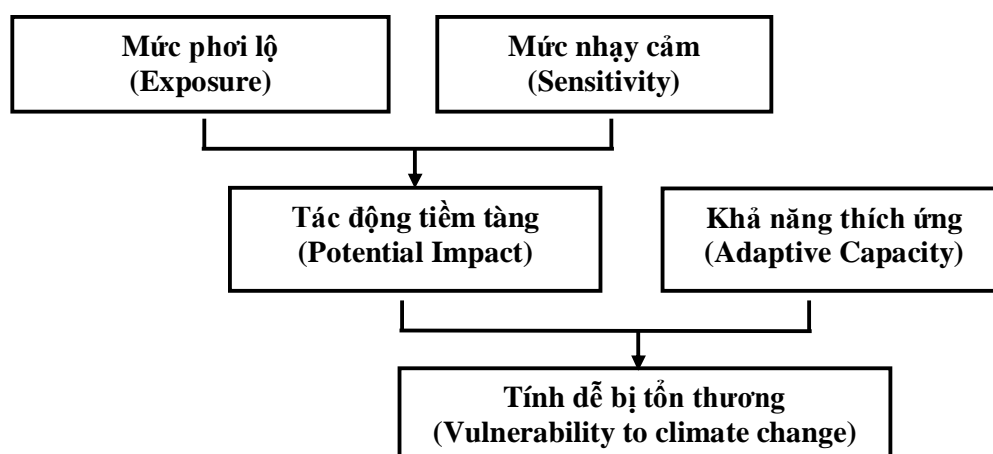 Mức phơi lộ
(Exposure)
Mức nhạy cảm
(Sensitivity)
Tác động tiềm tàng
(Potential Impact)
Khả năng thích ứng
(Adaptive Capacity)
Tính dễ bị tổn thương
(Vulnerability to climate change)